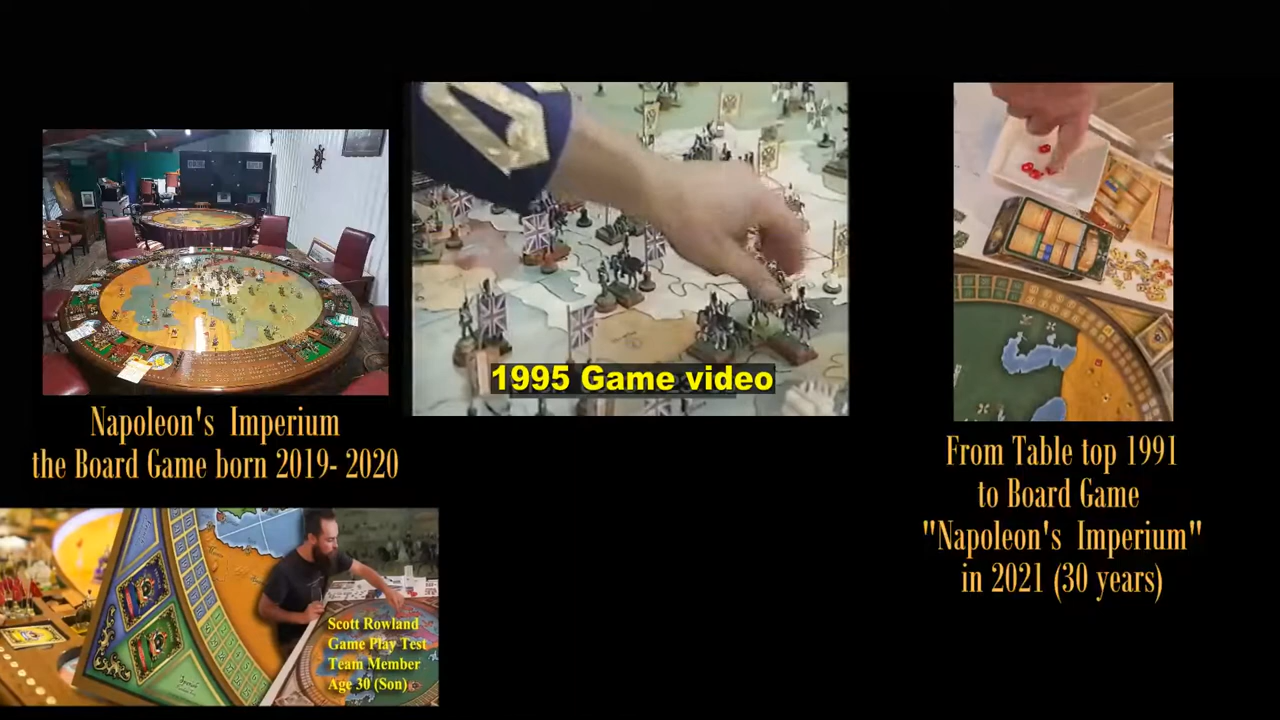 1995 Game video
Napoleon's Imperium
the Board Game born 2019- 2020
From Table top 1991
to Board Game
"Napoleon's Imperium"
in 2021 (30 years)
Scott Rowland
Game Play Test
Team Member
Age 30 (Son)